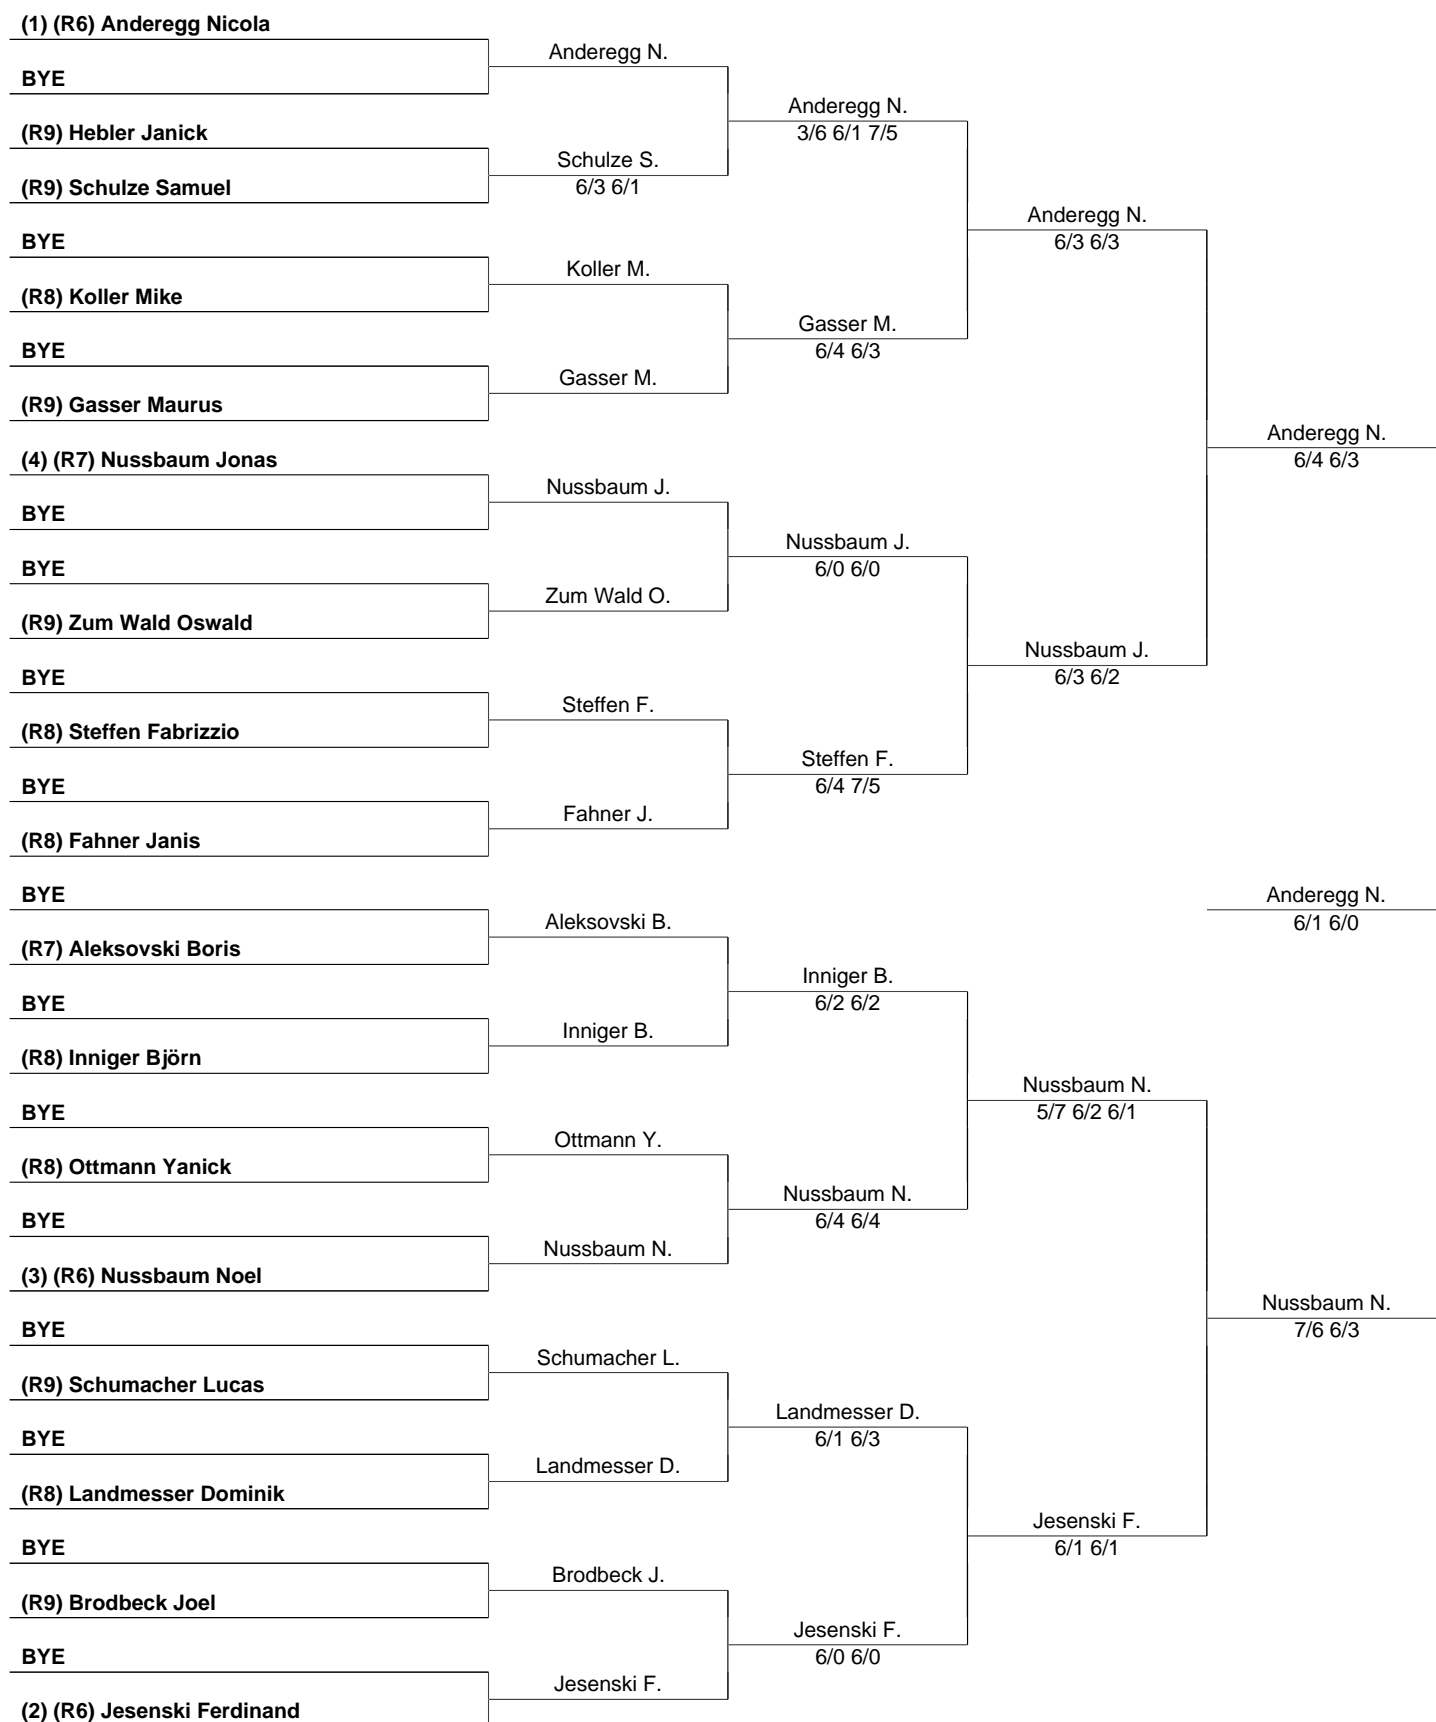 (1) (R6) Anderegg Nicola
BYE
(R9) Hebler Janick
(R9) Schulze Samuel
BYE
(R8) Koller Mike
BYE
(R9) Gasser Maurus
(4) (R7) Nussbaum Jonas
BYE
BYE
(R9) Zum Wald Oswald
BYE
(R8) Steffen Fabrizzio
BYE
(R8) Fahner Janis
BYE
(R7) Aleksovski Boris
BYE
(R8) Inniger Björn
BYE
(R8) Ottmann Yanick
BYE
(3) (R6) Nussbaum Noel
BYE
(R9) Schumacher Lucas
BYE
(R8) Landmesser Dominik
BYE
(R9) Brodbeck Joel
BYE
(2) (R6) Jesenski Ferdinand
Anderegg N.
Schulze S.
6/3 6/1
Koller M.
Gasser M.
Nussbaum J.
Zum Wald O.
Steffen F.
Fahner J.
Aleksovski B.
Inniger B.
Ottmann Y.
Nussbaum N.
Schumacher L.
Landmesser D.
Brodbeck J.
Jesenski F.
Anderegg N.
3/6 6/1 7/5
Gasser M.
6/4 6/3
Nussbaum J.
6/0 6/0
Steffen F.
6/4 7/5
Inniger B.
6/2 6/2
Nussbaum N.
6/4 6/4
Landmesser D.
6/1 6/3
Jesenski F.
6/0 6/0
Anderegg N.
6/3 6/3
Nussbaum J.
6/3 6/2
Nussbaum N.
5/7 6/2 6/1
Jesenski F.
6/1 6/1
Anderegg N.
6/4 6/3
Anderegg N.
6/1 6/0
Nussbaum N.
7/6 6/3